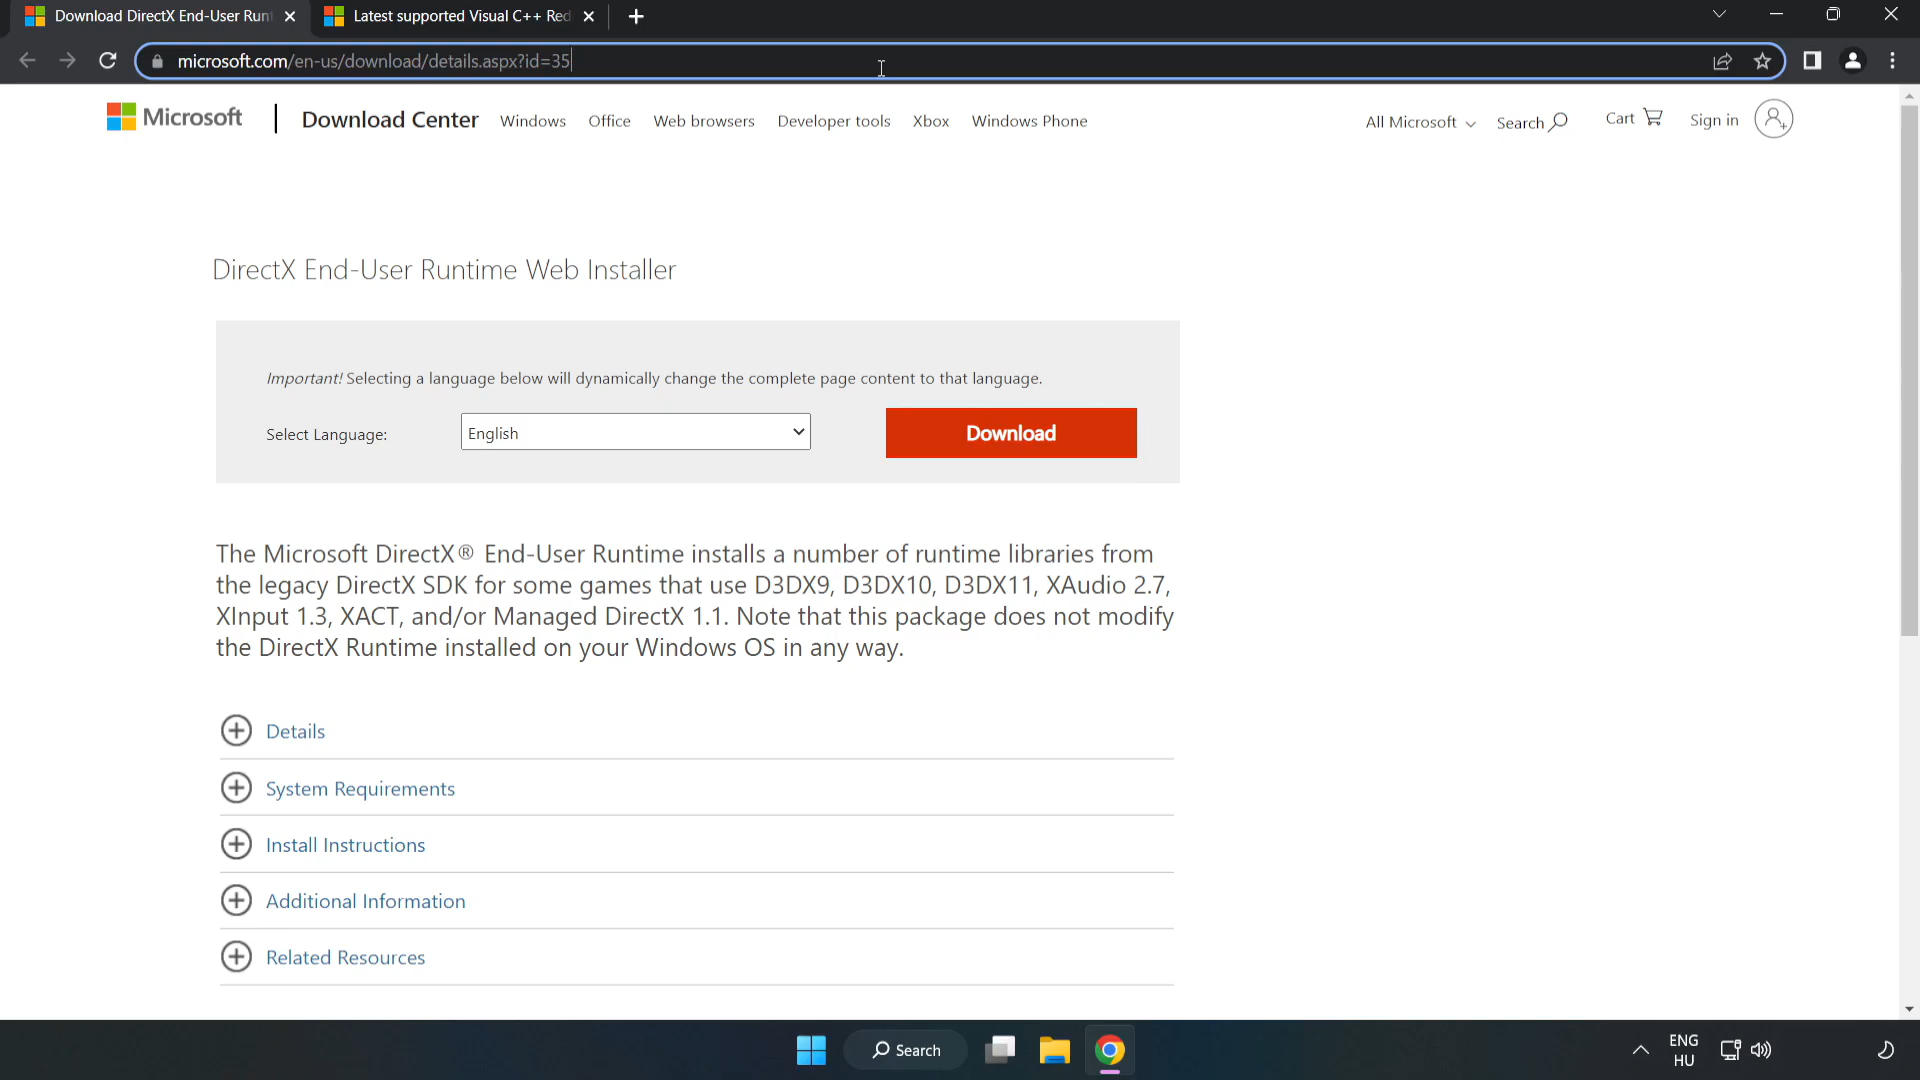 Download DirectX End-User Runt
Latest supported Visual C++ Red
microsoft.com/en-us/download/details.aspx?id=35
Microsoft
Download Center
Windows
Office
Web browsers
Developer tools
Xbox
Windows Phone
All Microsoft
Search
Cart
Sign in
DirectX End-User Runtime Web Installer
Important! Selecting a language below will dynamically change the complete page content to that language.
Select Language:
English
Download
The Microsoft DirectX® End-User Runtime installs a number of runtime libraries from
the legacy DirectX SDK for some games that use D3DX9, D3DX10, D3DX11, XAudio 2.7,
XInput 1.3, XACT, and/or Managed DirectX 1.1. Note that this package does not modify
the DirectX Runtime installed on your Windows OS in any way.
Details
System Requirements
Install Instructions
Additional Information
Related Resources
Search
ENG
HU